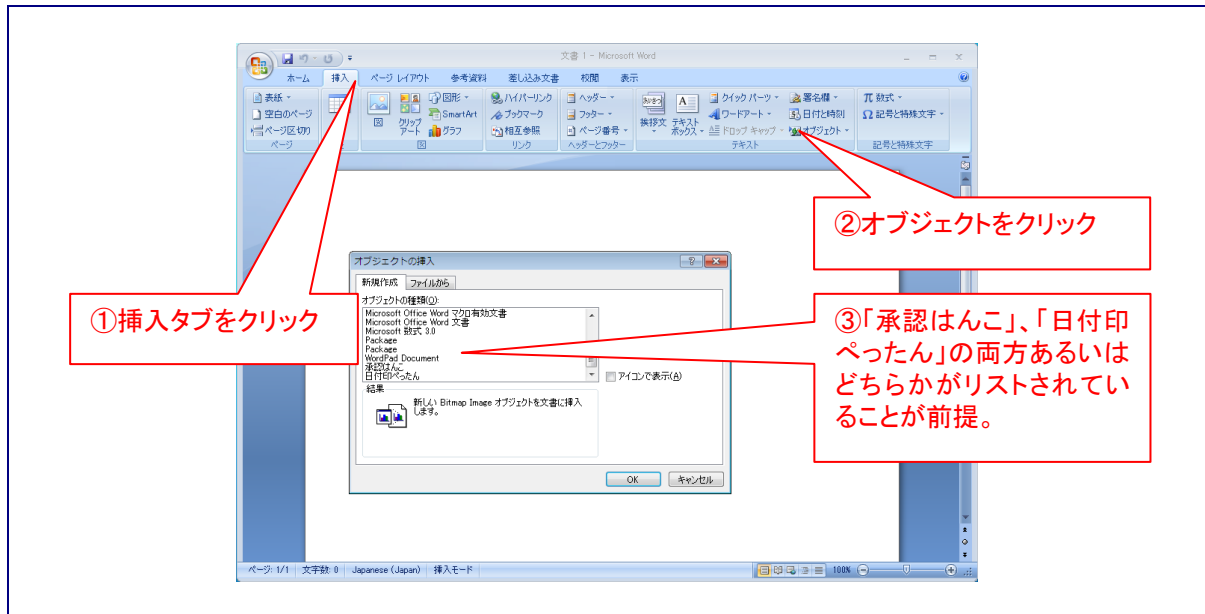 文書 1 - Microsoft Word
ホーム 挿入 ページ レイアウト 参考資料 差し込み文書 校閲 表示
表紙
空白のページ
ページ区切り
ページ
図
クリップ
アート
図形
SmartArt
グラフ
図
ハイパーリンク
ブックマーク
相互参照
リンク
ヘッダー
フッター
ページ番号
ヘッダーとフッター
挨拶文
テキスト
ボックス
クイック パーツ
ワードアート
ドロップ キャップ
署名欄
日付と時刻
オブジェクト
テキスト
π 数式
Ω 記号と特殊文字
記号と特殊文字
②オブジェクトをクリック
オブジェクトの挿入
新規作成 ファイルから
オブジェクトの種類(O):
Microsoft Office Word マクロ有効文書
Microsoft Office Word 文書
Microsoft 数式 3.0
Package
Package
WordPad Document
承認はんこ
日付印ぺったん
アイコンで表示(A)
結果
新しい Bitmap Image オブジェクトを文書に挿入
します。
OK キャンセル
①挿入タブをクリック
③「承認はんこ」、「日付印
ぺったん」の両方あるいは
どちらかがリストされてい
ることが前提。
ページ: 1/1 文字数: 0 Japanese (Japan) 挿入モード 100%